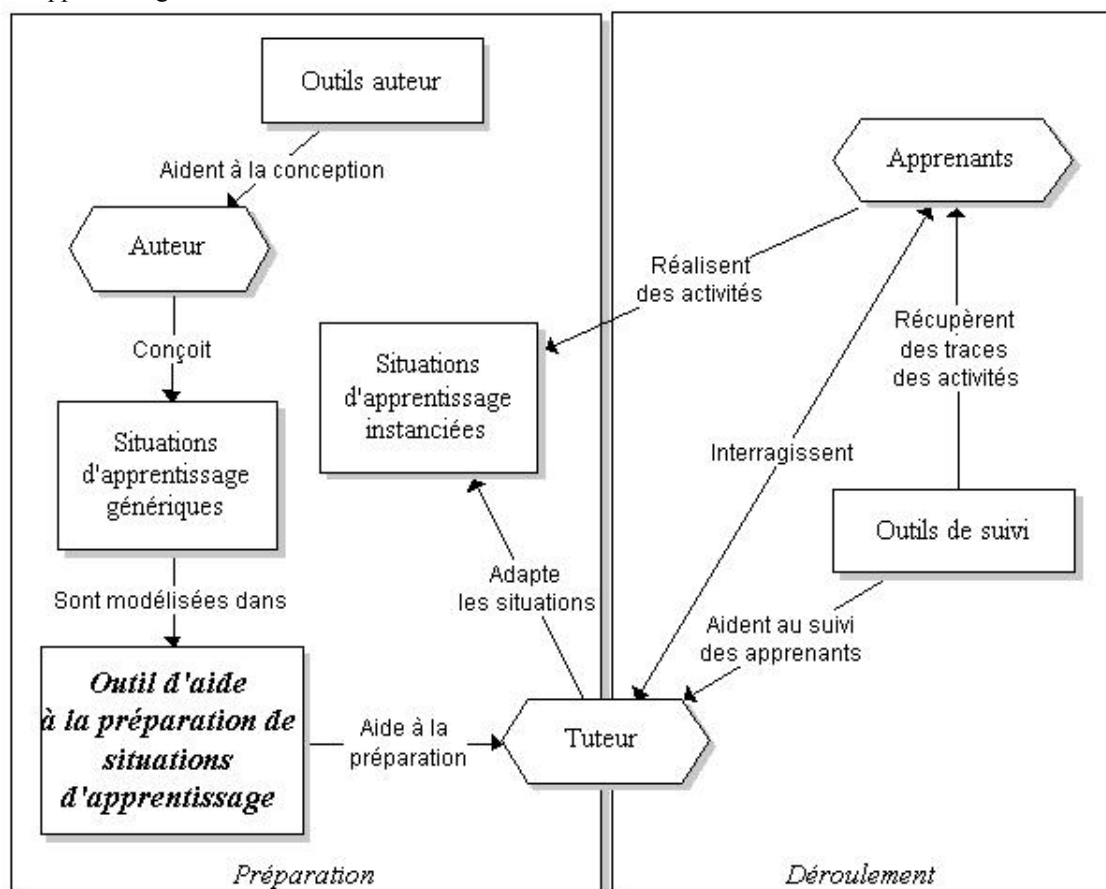 Outils auteur
Aident à la conception
Auteur
Conçoit
Situations
d'apprentissage
génériques
Sont modélisées dans
Outil d'aide
à la préparation de
situations
d'apprentissage
Aide à la
préparation
Situations
d'apprentissage
instanciées
Adapte
les situations
Tuteur
Préparation
Apprenants
Réalisent
des activités
Récupèrent
des traces
des activités
Interragissent
Outils de suivi
Aident au suivi
des apprenants
Déroulement